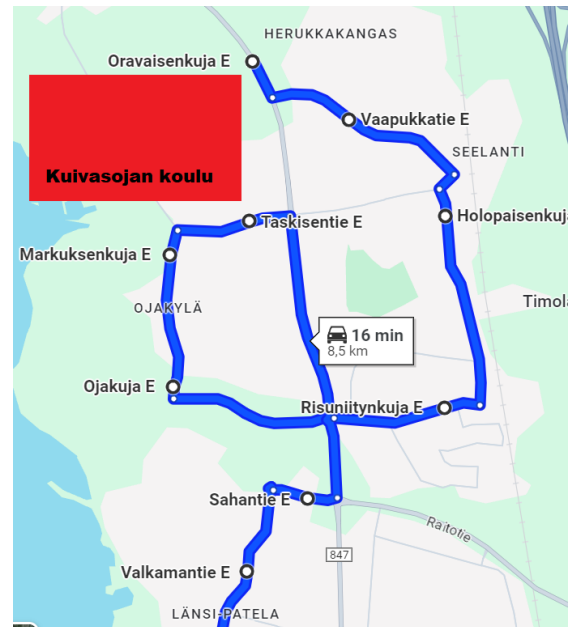 HERUKKAKANGAS
Oravaisenkuja E
Vaapukkatie E
SEELANTI
Kuivasojan koulu
Taskisentie E
Holopaisenkuja
Markuksenkuja E
Timola
OJAKYLÄ
16 min
8,5 km
Ojakuja E
Risuniitynkuja E
Sahantie E
Raitotie
847
Valkamantie E
LÄNSI-PATELA